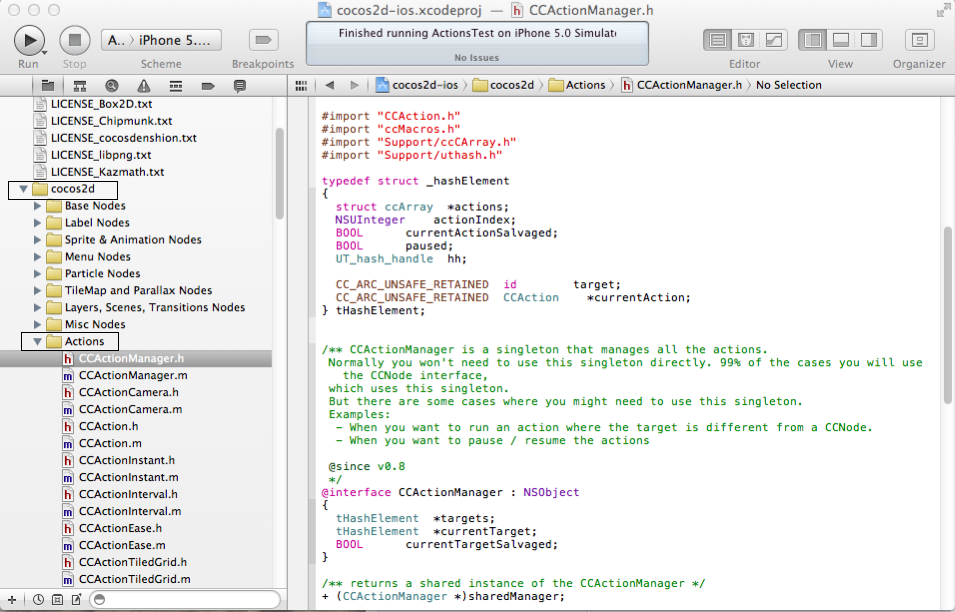 cocos2d-ios.xcodeproj — CCActionManager.h
A.. › iPhone 5....
Finished running ActionsTest on iPhone 5.0 Simulat
No Issues
Run Stop Scheme Breakpoints Editor View Organizer
cocos2d-ios › cocos2d › Actions › CCActionManager.h › No Selection
LICENSE_Box2D.txt
LICENSE_Chipmunk.txt
LICENSE_cocosdenshion.txt
LICENSE_libpng.txt
LICENSE_Kazmath.txt
cocos2d
Base Nodes
Label Nodes
Sprite & Animation Nodes
Menu Nodes
Particle Nodes
TileMap and Parallax Nodes
Layers, Scenes, Transitions Nodes
Misc Nodes
Actions
CCActionManager.h
CCActionManager.m
CCActionCamera.h
CCActionCamera.m
CCAction.h
CCAction.m
CCActionInstant.h
CCActionInstant.m
CCActionInterval.h
CCActionInterval.m
CCActionEase.h
CCActionEase.m
CCActionTiledGrid.h
CCActionTiledGrid.m
#import "CCAction.h"
#import "ccMacros.h"
#import "Support/ccCArray.h"
#import "Support/uthash.h"
typedef struct _hashElement
{
struct ccArray *actions;
NSUInteger actionIndex;
BOOL currentActionSalvaged;
BOOL paused;
UT_hash_handle hh;
CC_ARC_UNSAFE_RETAINED id target;
CC_ARC_UNSAFE_RETAINED CCAction *currentAction;
} tHashElement;
/** CCActionManager is a singleton that manages all the actions.
Normally you won't need to use this singleton directly. 99% of the cases you will use
the CCNode interface,
which uses this singleton.
But there are some cases where you might need to use this singleton.
Examples:
- When you want to run an action where the target is different from a CCNode.
- When you want to pause / resume the actions
@since v0.8
*/
@interface CCActionManager : NSObject
{
tHashElement *targets;
tHashElement *currentTarget;
BOOL currentTargetSalvaged;
}
/** returns a shared instance of the CCActionManager */
+ (CCActionManager *)sharedManager;